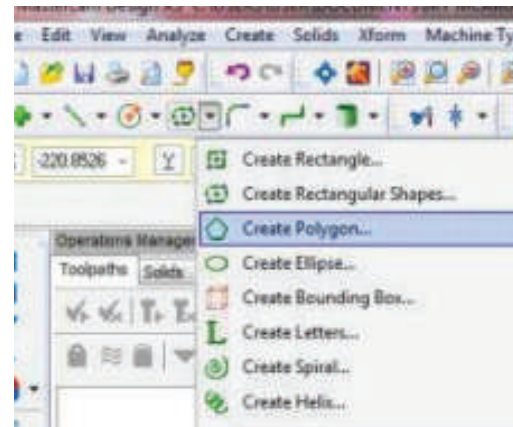 Edit View Analyze Create Solids Xform Machine Ty
-220.8526 Y
Create Rectangle...
Create Rectangular Shapes...
Create Polygon...
Operations Manager
Create Ellipse...
Toolpaths Solids
Create Bounding Box...
Create Letters...
Create Spiral...
Create Helix...